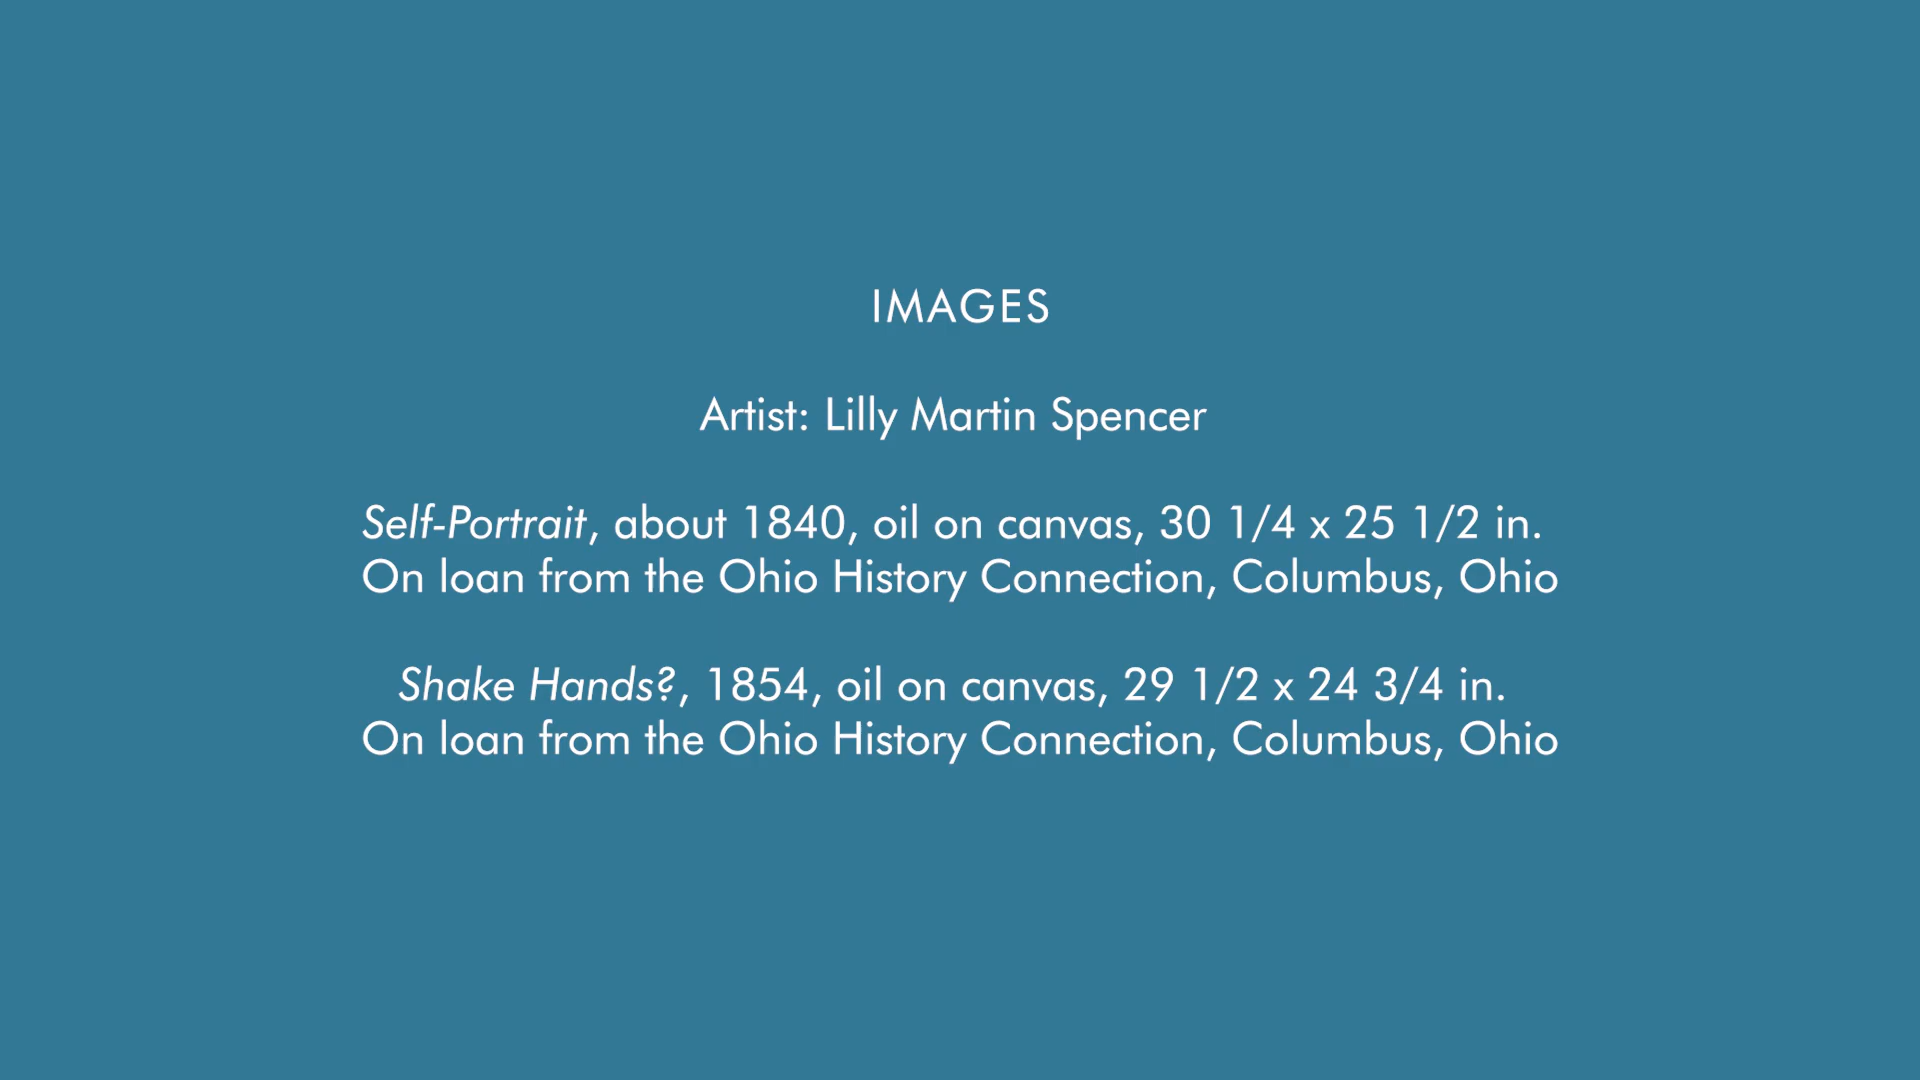 IMAGES
Artist: Lilly Martin Spencer
Self-Portrait, about 1840, oil on canvas, 30 1/4 x 25 1/2 in.
On loan from the Ohio History Connection, Columbus, Ohio
Shake Hands?, 1854, oil on canvas, 29 1/2 x 24 3/4 in.
On loan from the Ohio History Connection, Columbus, Ohio